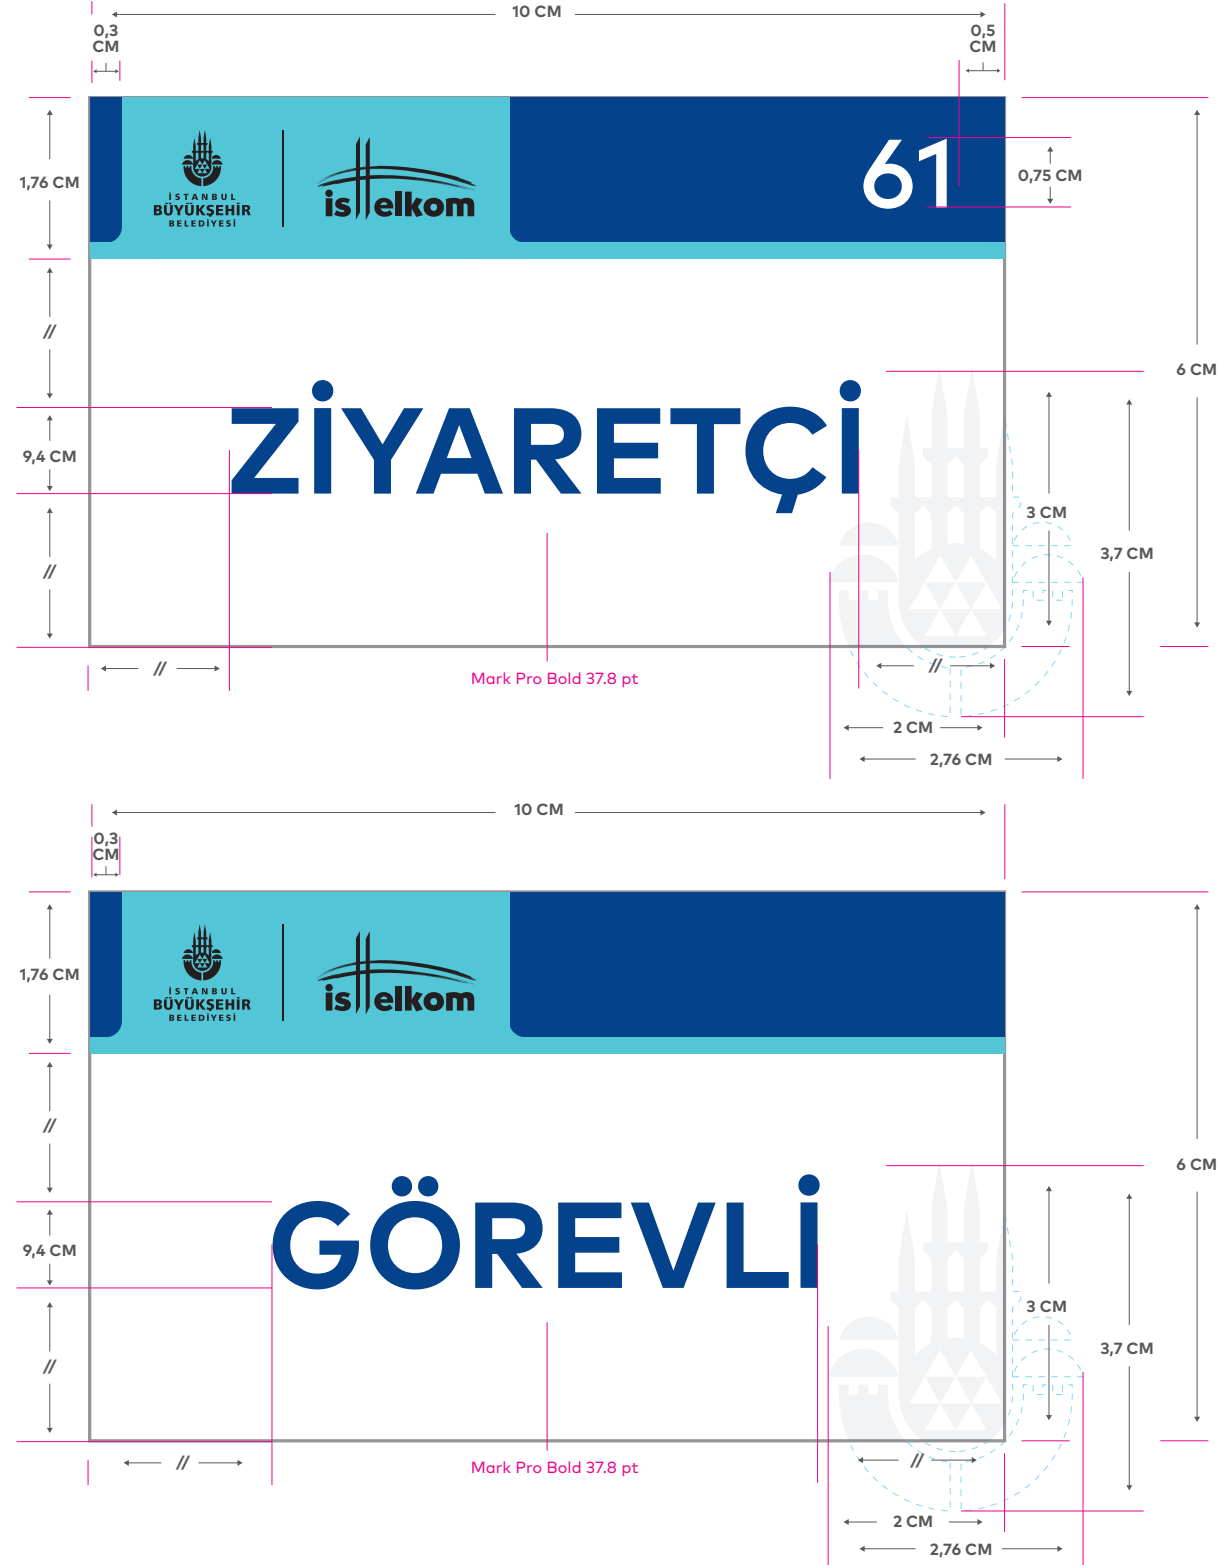 10 CM
0,3
CM
0,5
CM
1,76 CM
İSTANBUL
BÜYÜKŞEHİR
BELEDİYESİ
isttelkom
61
0,75 CM
//
6 CM
ZİYARETÇİ
9,4 CM
3 CM
3,7 CM
//
//
//
Mark Pro Bold 37.8 pt
2 CM
2,76 CM
10 CM
0,3
CM
1,76 CM
İSTANBUL
BÜYÜKŞEHİR
BELEDİYESİ
isttelkom
//
6 CM
GÖREVLİ
9,4 CM
3 CM
3,7 CM
//
//
//
Mark Pro Bold 37.8 pt
2 CM
2,76 CM